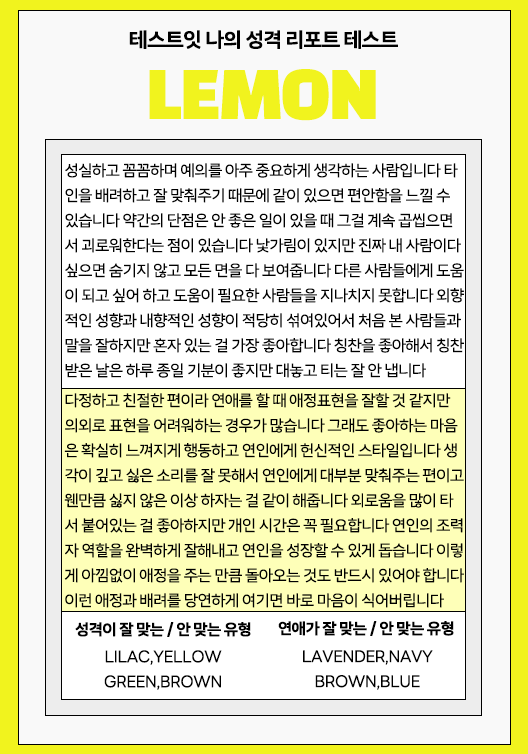 테스트잇 나의 성격 리포트 테스트
LEMON
성실하고 꼼꼼하며 예의를 아주 중요하게 생각하는 사람입니다 타
인을 배려하고 잘 맞춰주기 때문에 같이 있으면 편안함을 느낄 수
있습니다 약간의 단점은 안 좋은 일이 있을 때 그걸 계속 곱씹으면
서 괴로워한다는 점이 있습니다 낯가림이 있지만 진짜 내 사람이다
싶으면 숨기지 않고 모든 면을 다 보여줍니다 다른 사람들에게 도움
이 되고 싶어 하고 도움이 필요한 사람들을 지나치지 못합니다 외향
적인 성향과 내향적인 성향이 적당히 섞여있어서 처음 본 사람들과
말을 잘하지만 혼자 있는 걸 가장 좋아합니다 칭찬을 좋아해서 칭찬
받은 날은 하루 종일 기분이 좋지만 대놓고 티는 잘 안 냅니다
다정하고 친절한 편이라 연애를 할 때 애정표현을 잘할 것 같지만
의외로 표현을 어려워하는 경우가 많습니다 그래도 좋아하는 마음
은 확실히 느껴지게 행동하고 연인에게 헌신적인 스타일입니다 생
각이 깊고 싫은 소리를 잘 못해서 연인에게 대부분 맞춰주는 편이고
웬만큼 싫지 않은 이상 하자는 걸 같이 해줍니다 외로움을 많이 타
서 붙어있는 걸 좋아하지만 개인 시간은 꼭 필요합니다 연인의 조력
자 역할을 완벽하게 잘해내고 연인을 성장할 수 있게 돕습니다 이렇
게 아낌없이 애정을 주는 만큼 돌아오는 것도 반드시 있어야 합니다
이런 애정과 배려를 당연하게 여기면 바로 마음이 식어버립니다
성격이 잘 맞는 / 안 맞는 유형
LILAC,YELLOW
GREEN,BROWN
연애가 잘 맞는 / 안 맞는 유형
LAVENDER,NAVY
BROWN,BLUE